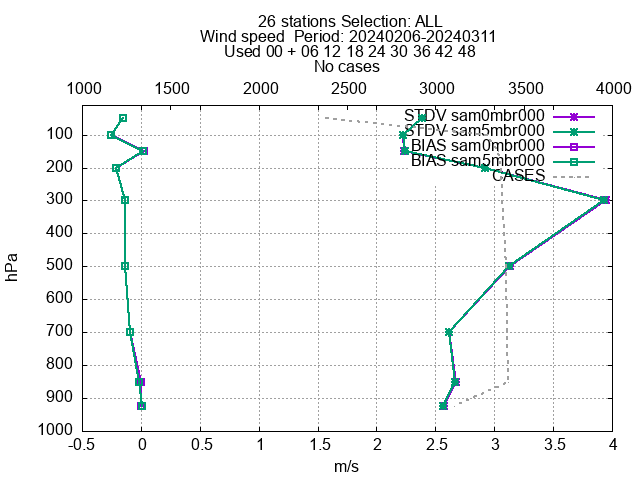 26 stations Selection: ALL
Wind speed  Period: 20240206-20240311
Used 00 + 06 12 18 24 30 36 42 48
No cases
1000 1500 2000 2500 3000 3500 4000
STDV sam0mbr000
100
STDV sam5mbr000
BIAS sam0mbr000
BIAS sam5mbr000
200
CASES
300
400
500
600
700
800
900
1000
hPa
-0.5 0 0.5 1 1.5 2 2.5 3 3.5 4
m/s